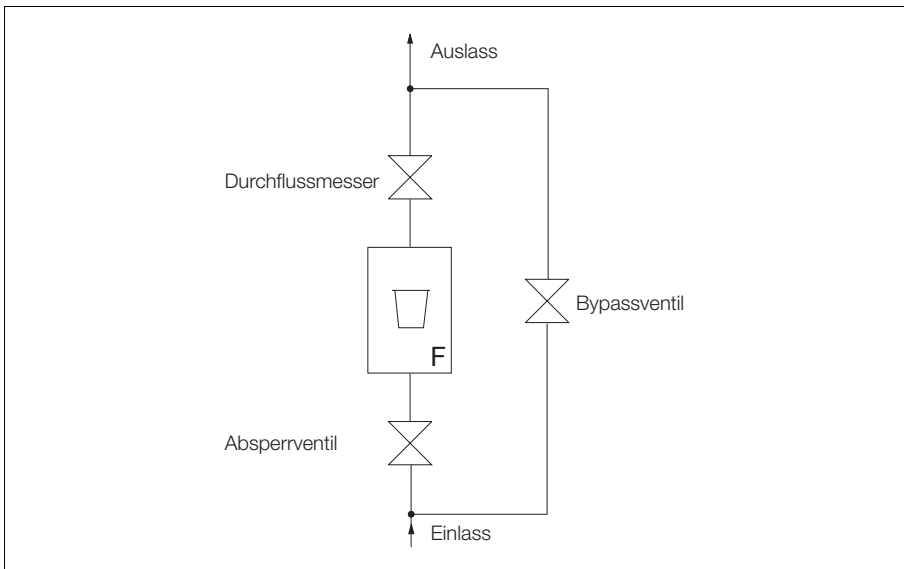 Auslass
Durchflussmesser
Bypassventil
F
Absperrventil
Einlass